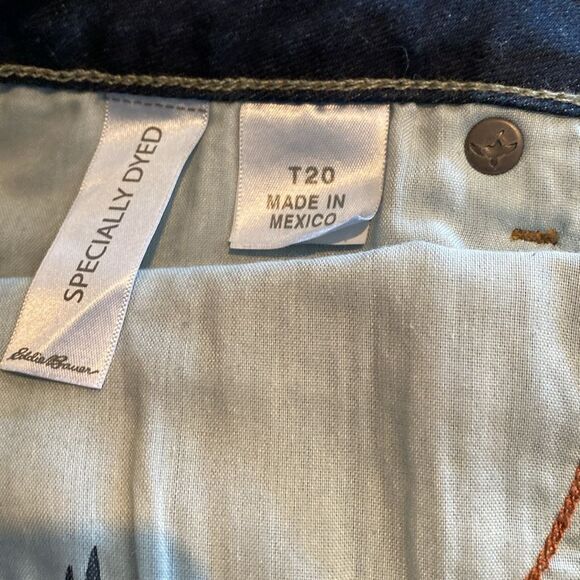 SPECIALLY DYED
Eddie Bauer
T20
MADE IN
MEXICO